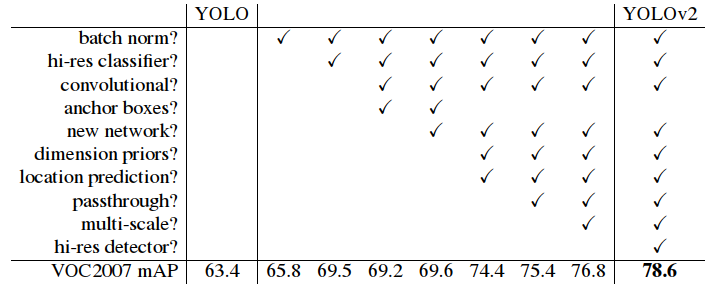 YOLO YOLOv2
batch norm? ✓ ✓ ✓ ✓ ✓ ✓ ✓ ✓
hi-res classifier? ✓ ✓ ✓ ✓ ✓ ✓ ✓
convolutional? ✓ ✓ ✓ ✓ ✓ ✓
anchor boxes? ✓ ✓
new network? ✓ ✓ ✓ ✓ ✓
dimension priors? ✓ ✓ ✓ ✓
location prediction? ✓ ✓ ✓ ✓
passthrough? ✓ ✓ ✓
multi-scale? ✓ ✓
hi-res detector? ✓
VOC2007 mAP 63.4 65.8 69.5 69.2 69.6 74.4 75.4 76.8 78.6